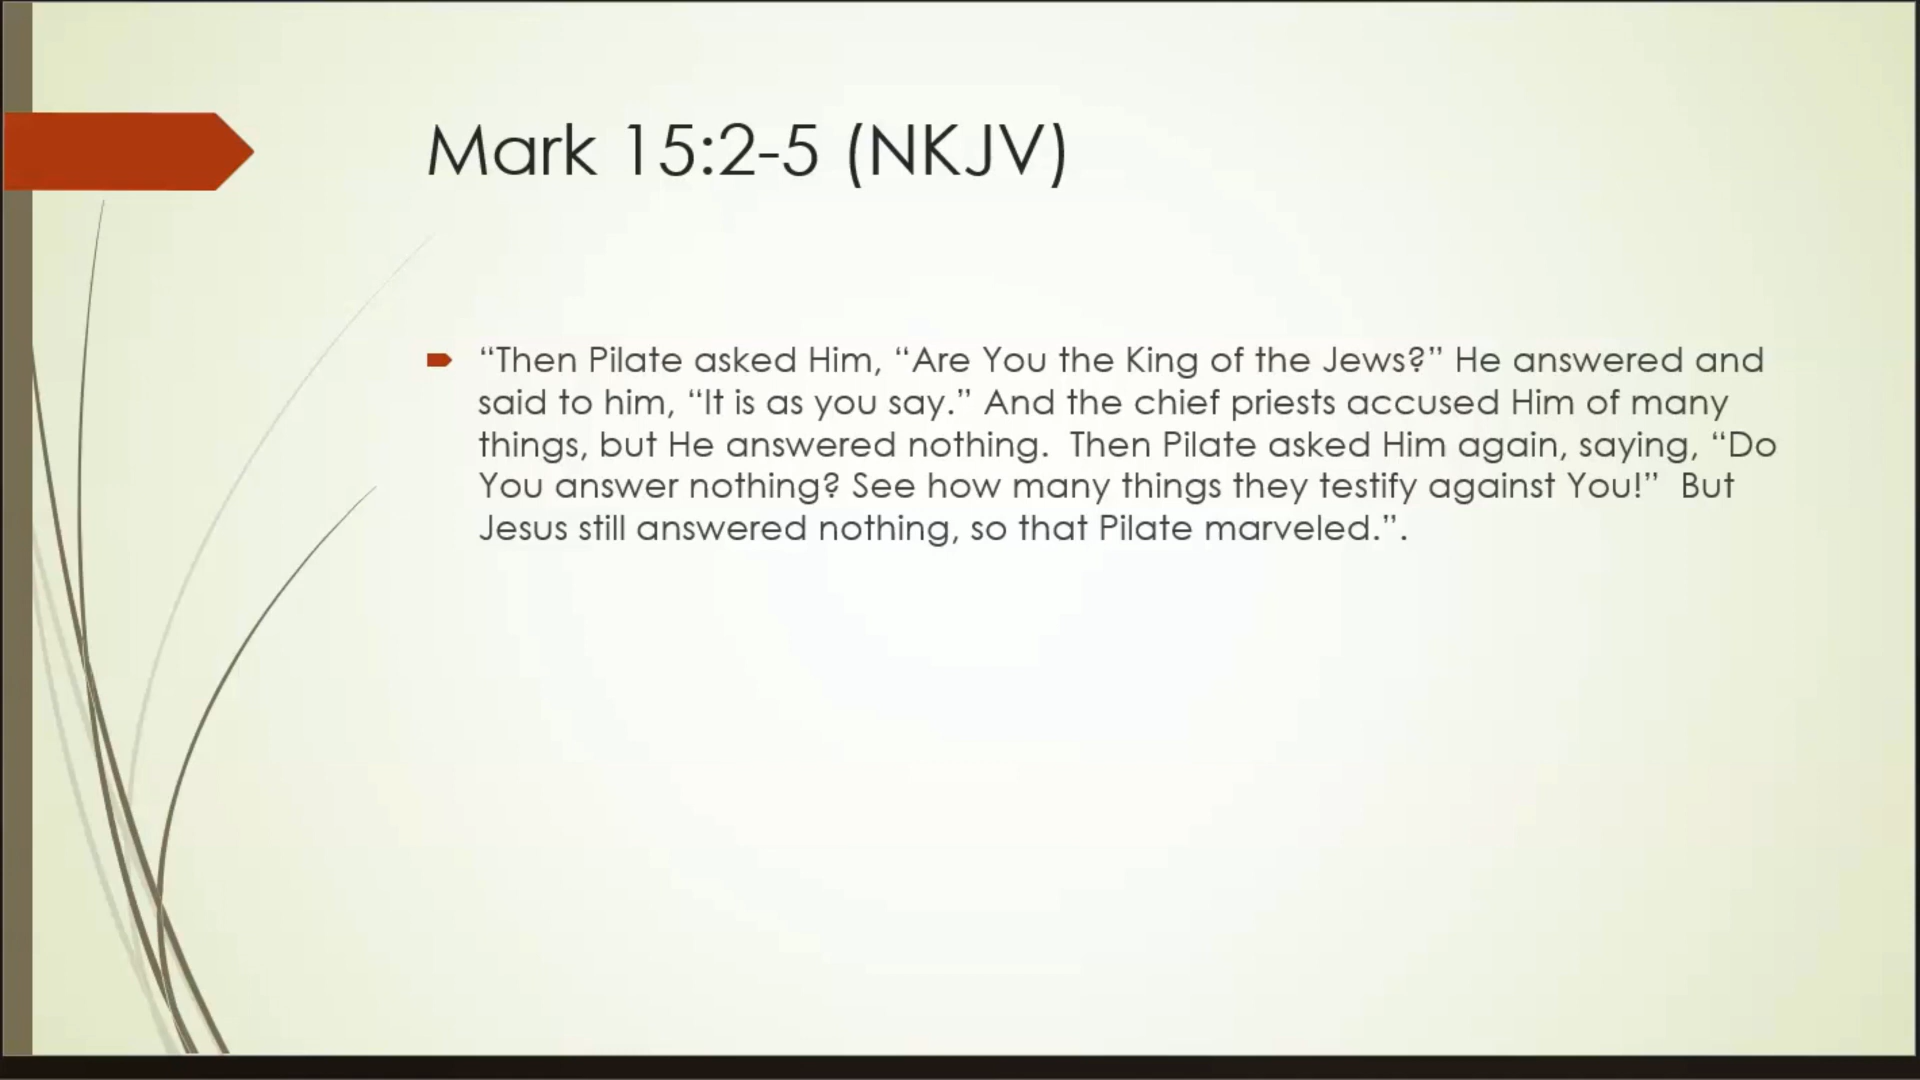 Mark 15:2-5 (NKJV)
“Then Pilate asked Him, “Are You the King of the Jews?” He answered and
said to him, “It is as you say.” And the chief priests accused Him of many
things, but He answered nothing.  Then Pilate asked Him again, saying, “Do
You answer nothing? See how many things they testify against You!”  But
Jesus still answered nothing, so that Pilate marveled.”.